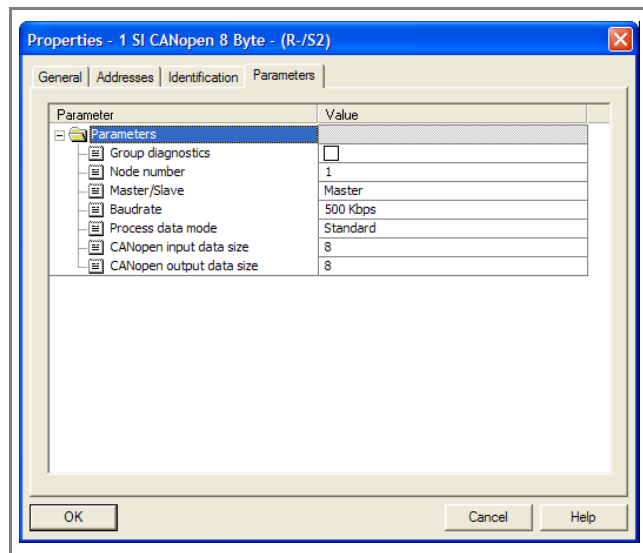 Properties - 1 SI CANopen 8 Byte - (R-/S2)
General Addresses Identification Parameters
Parameter Value
Parameters
Group diagnostics
Node number 1
Master/Slave Master
Baudrate 500 Kbps
Process data mode Standard
CANopen input data size 8
CANopen output data size 8
OK Cancel Help